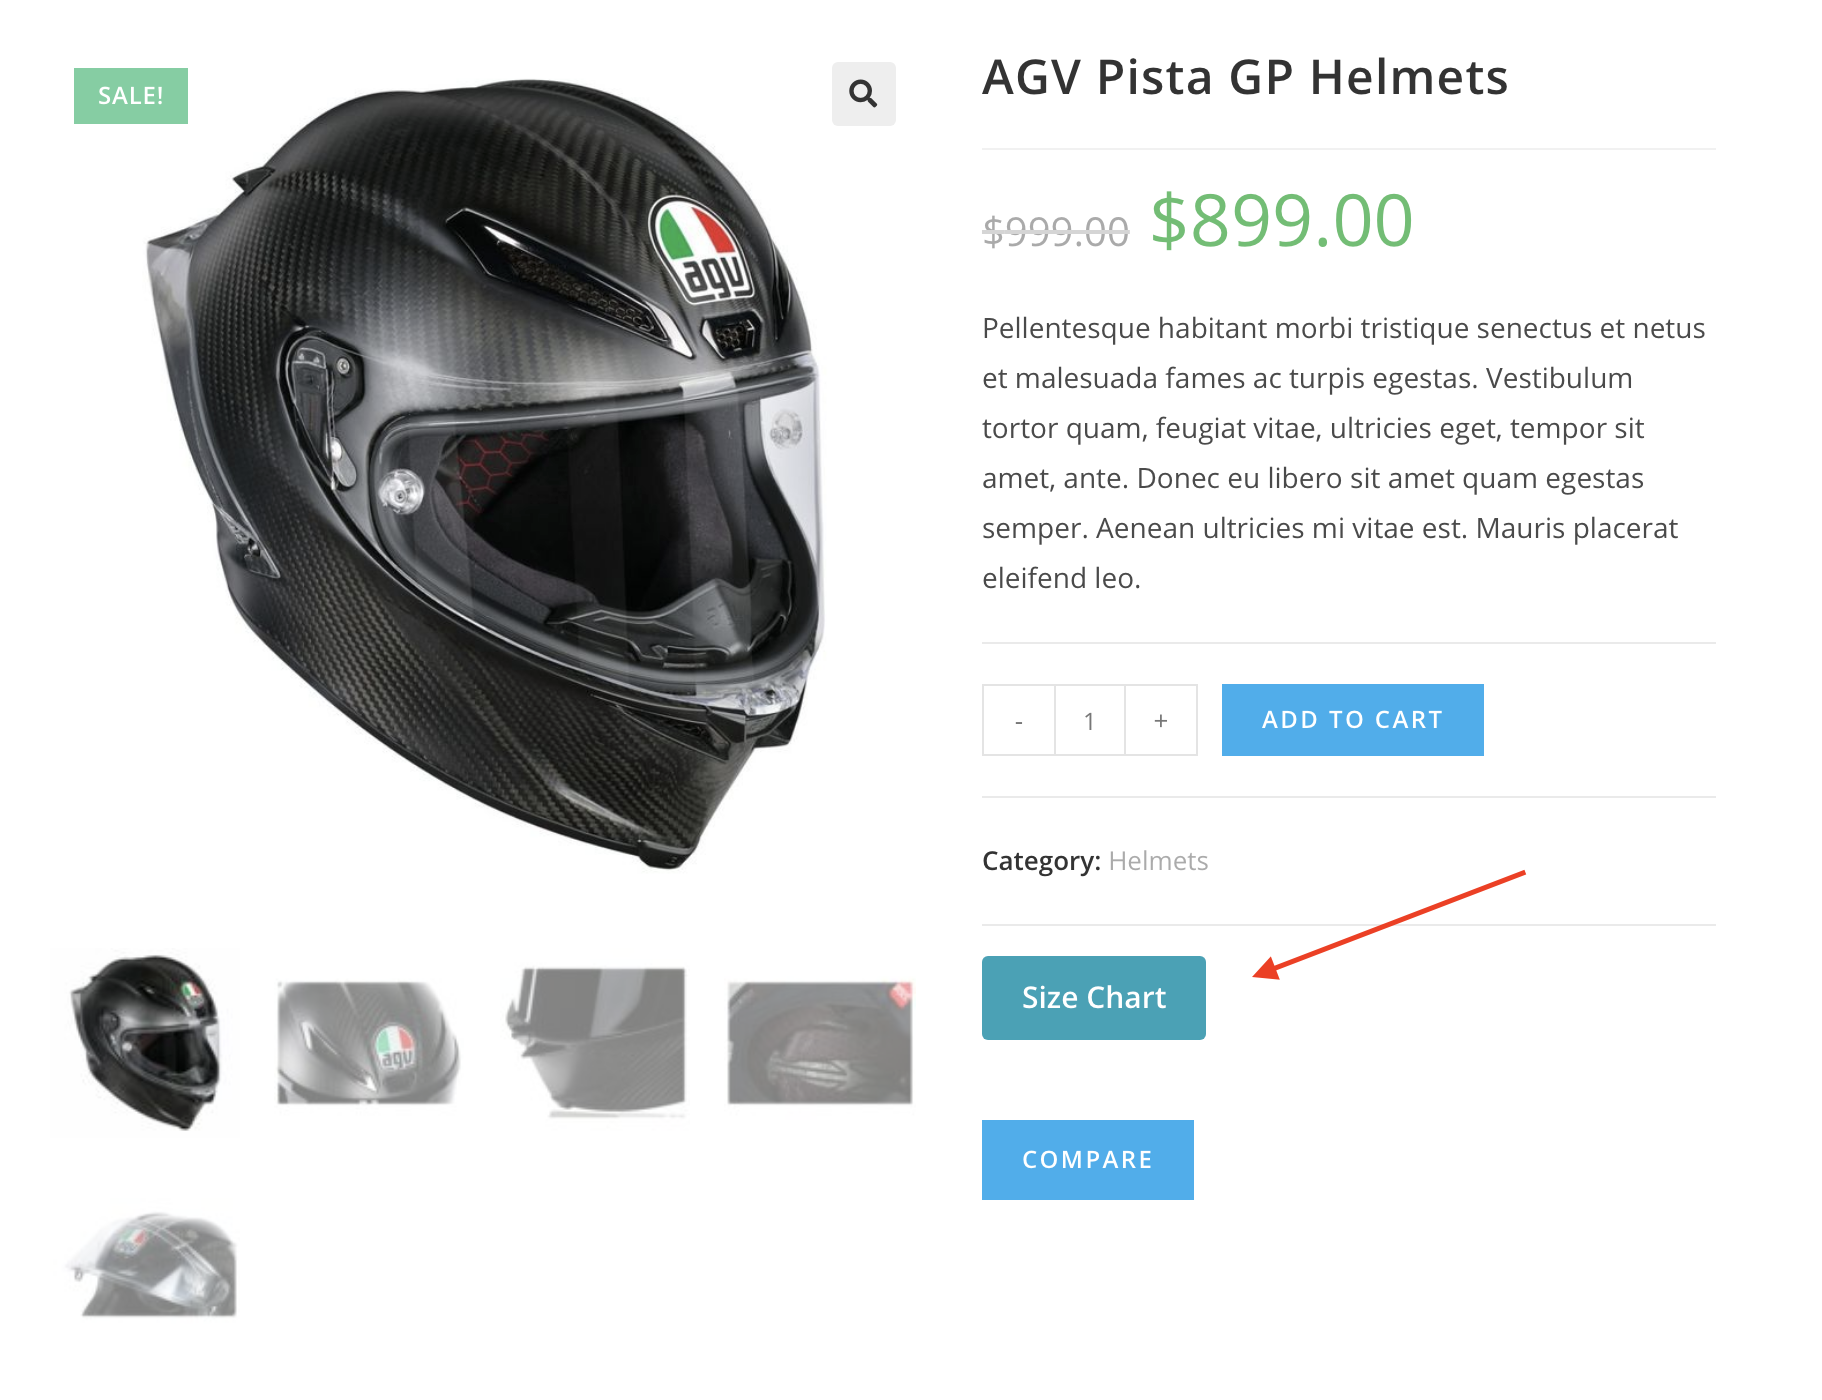 SALE!
agv
AGV Pista GP Helmets
$999.00 $899.00
Pellentesque habitant morbi tristique senectus et netus
et malesuada fames ac turpis egestas. Vestibulum
tortor quam, feugiat vitae, ultricies eget, tempor sit
amet, ante. Donec eu libero sit amet quam egestas
semper. Aenean ultricies mi vitae est. Mauris placerat
eleifend leo.
- 1 + ADD TO CART
Category: Helmets
Size Chart
agv
COMPARE